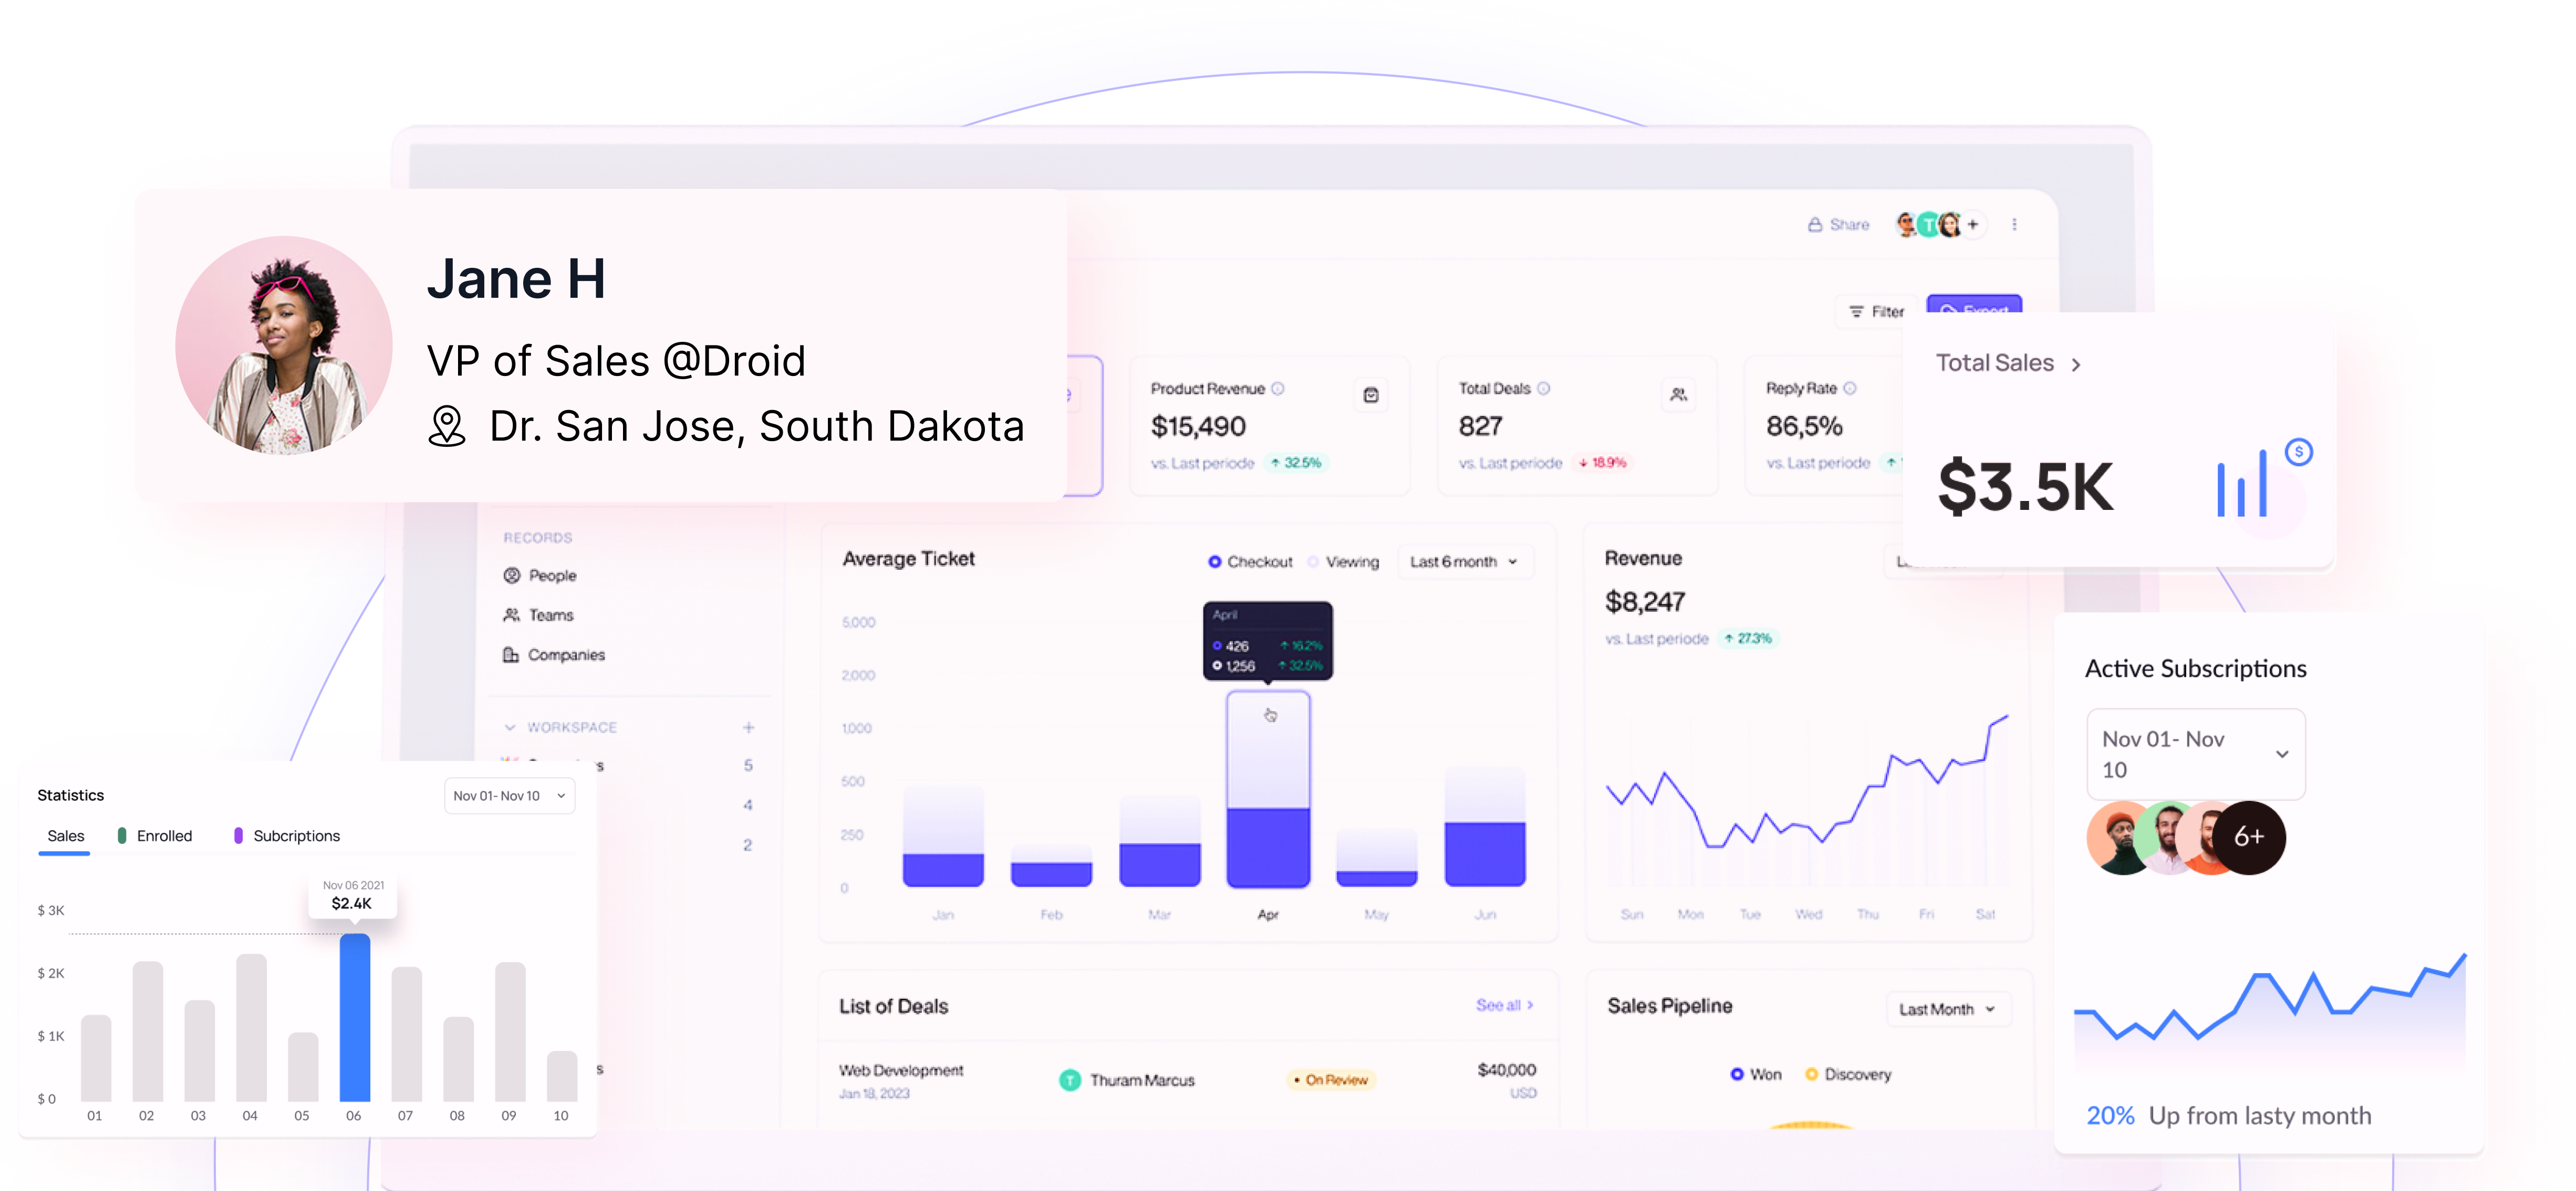 Jane H
VP of Sales @Droid
Dr. San Jose, South Dakota
Share
T
Filter
Export
Product Revenue
$15,490
vs. Last periode ↑ 32.5%
Total Deals
827
vs. Last periode ↓ 18.9%
Reply Rate
86,5%
vs. Last periode
Total Sales >
$3.5K
$
RECORDS
People
Teams
Companies
WORKSPACE +
5
4
2
Average Ticket
Checkout
Viewing
Last 6 month
5,000
2,000
1,000
500
250
0
April
426 ↑ 16.2%
1,256 ↑ 32.5%
Jan Feb Mar Apr May Jun
Revenue
$8,247
vs. Last periode ↑ 27.3%
Sun Mon Tue Wed Thu Fri Sat
Active Subscriptions
Nov 01- Nov
10
6+
20% Up from lasty month
Statistics
Nov 01- Nov 10
Sales Enrolled Subcriptions
Nov 06 2021
$2.4K
$ 3K
$ 2K
$ 1K
$ 0
01 02 03 04 05 06 07 08 09 10
List of Deals
See all >
Web Development
Jan 18, 2023
T
Thuram Marcus
• On Review
$40,000
USD
Sales Pipeline
Last Month
Won Discovery